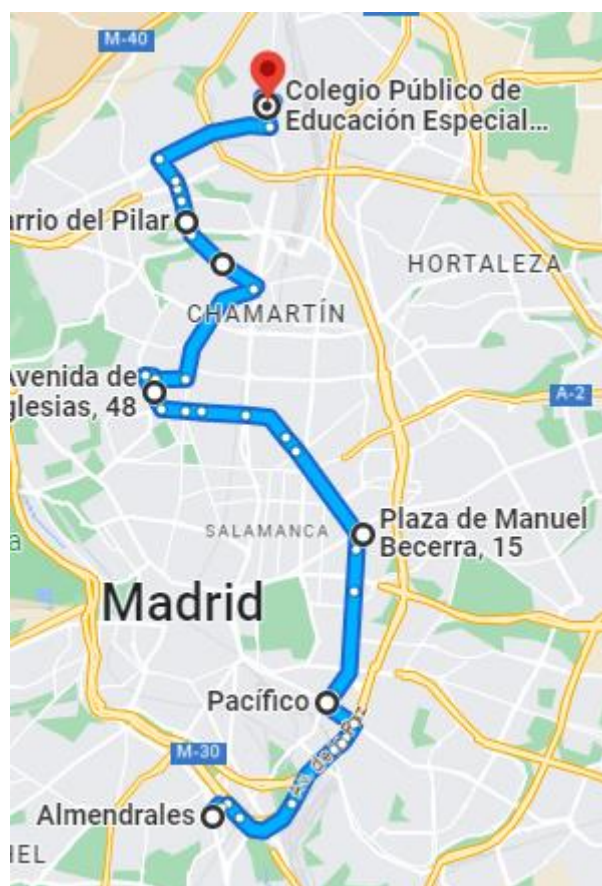 M-40
Colegio Público de
Educación Especial...
arrio del Pilar
HORTALEZA
CHAMARTÍN
Avenida de
glesias, 48
A-2
Plaza de Manuel
Becerra, 15
SALAMANCA
Madrid
Pacífico
M-30
Almendrales
IEL